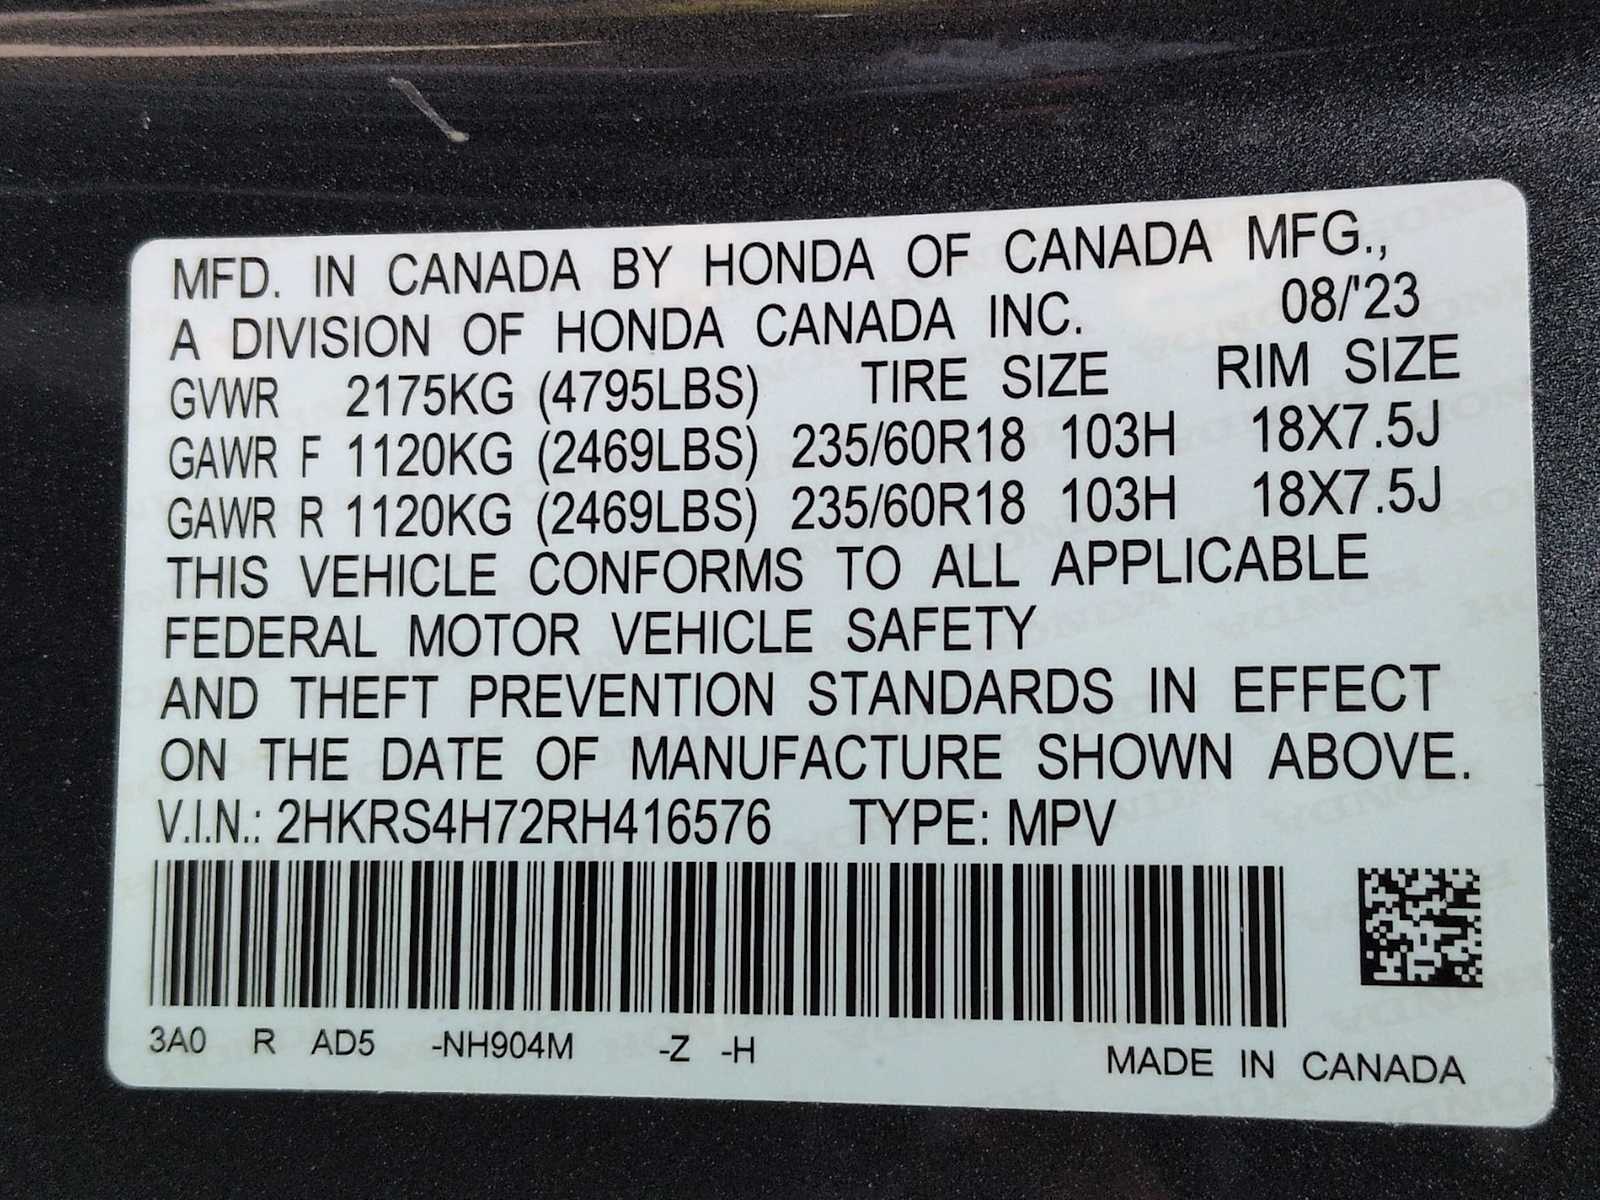 MFD. IN CANADA BY HONDA OF CANADA MFG.,
A DIVISION OF HONDA CANADA INC. 08/'23
GVWR 2175KG (4795LBS) TIRE SIZE RIM SIZE
GAWR F 1120KG (2469LBS) 235/60R18 103H 18X7.5J
GAWR R 1120KG (2469LBS) 235/60R18 103H 18X7.5J
THIS VEHICLE CONFORMS TO ALL APPLICABLE
FEDERAL MOTOR VEHICLE SAFETY
AND THEFT PREVENTION STANDARDS IN EFFECT
ON THE DATE OF MANUFACTURE SHOWN ABOVE.
V.I.N.: 2HKRS4H72RH416576 TYPE: MPV
3A0 R AD5 -NH904M -Z -H
MADE IN CANADA